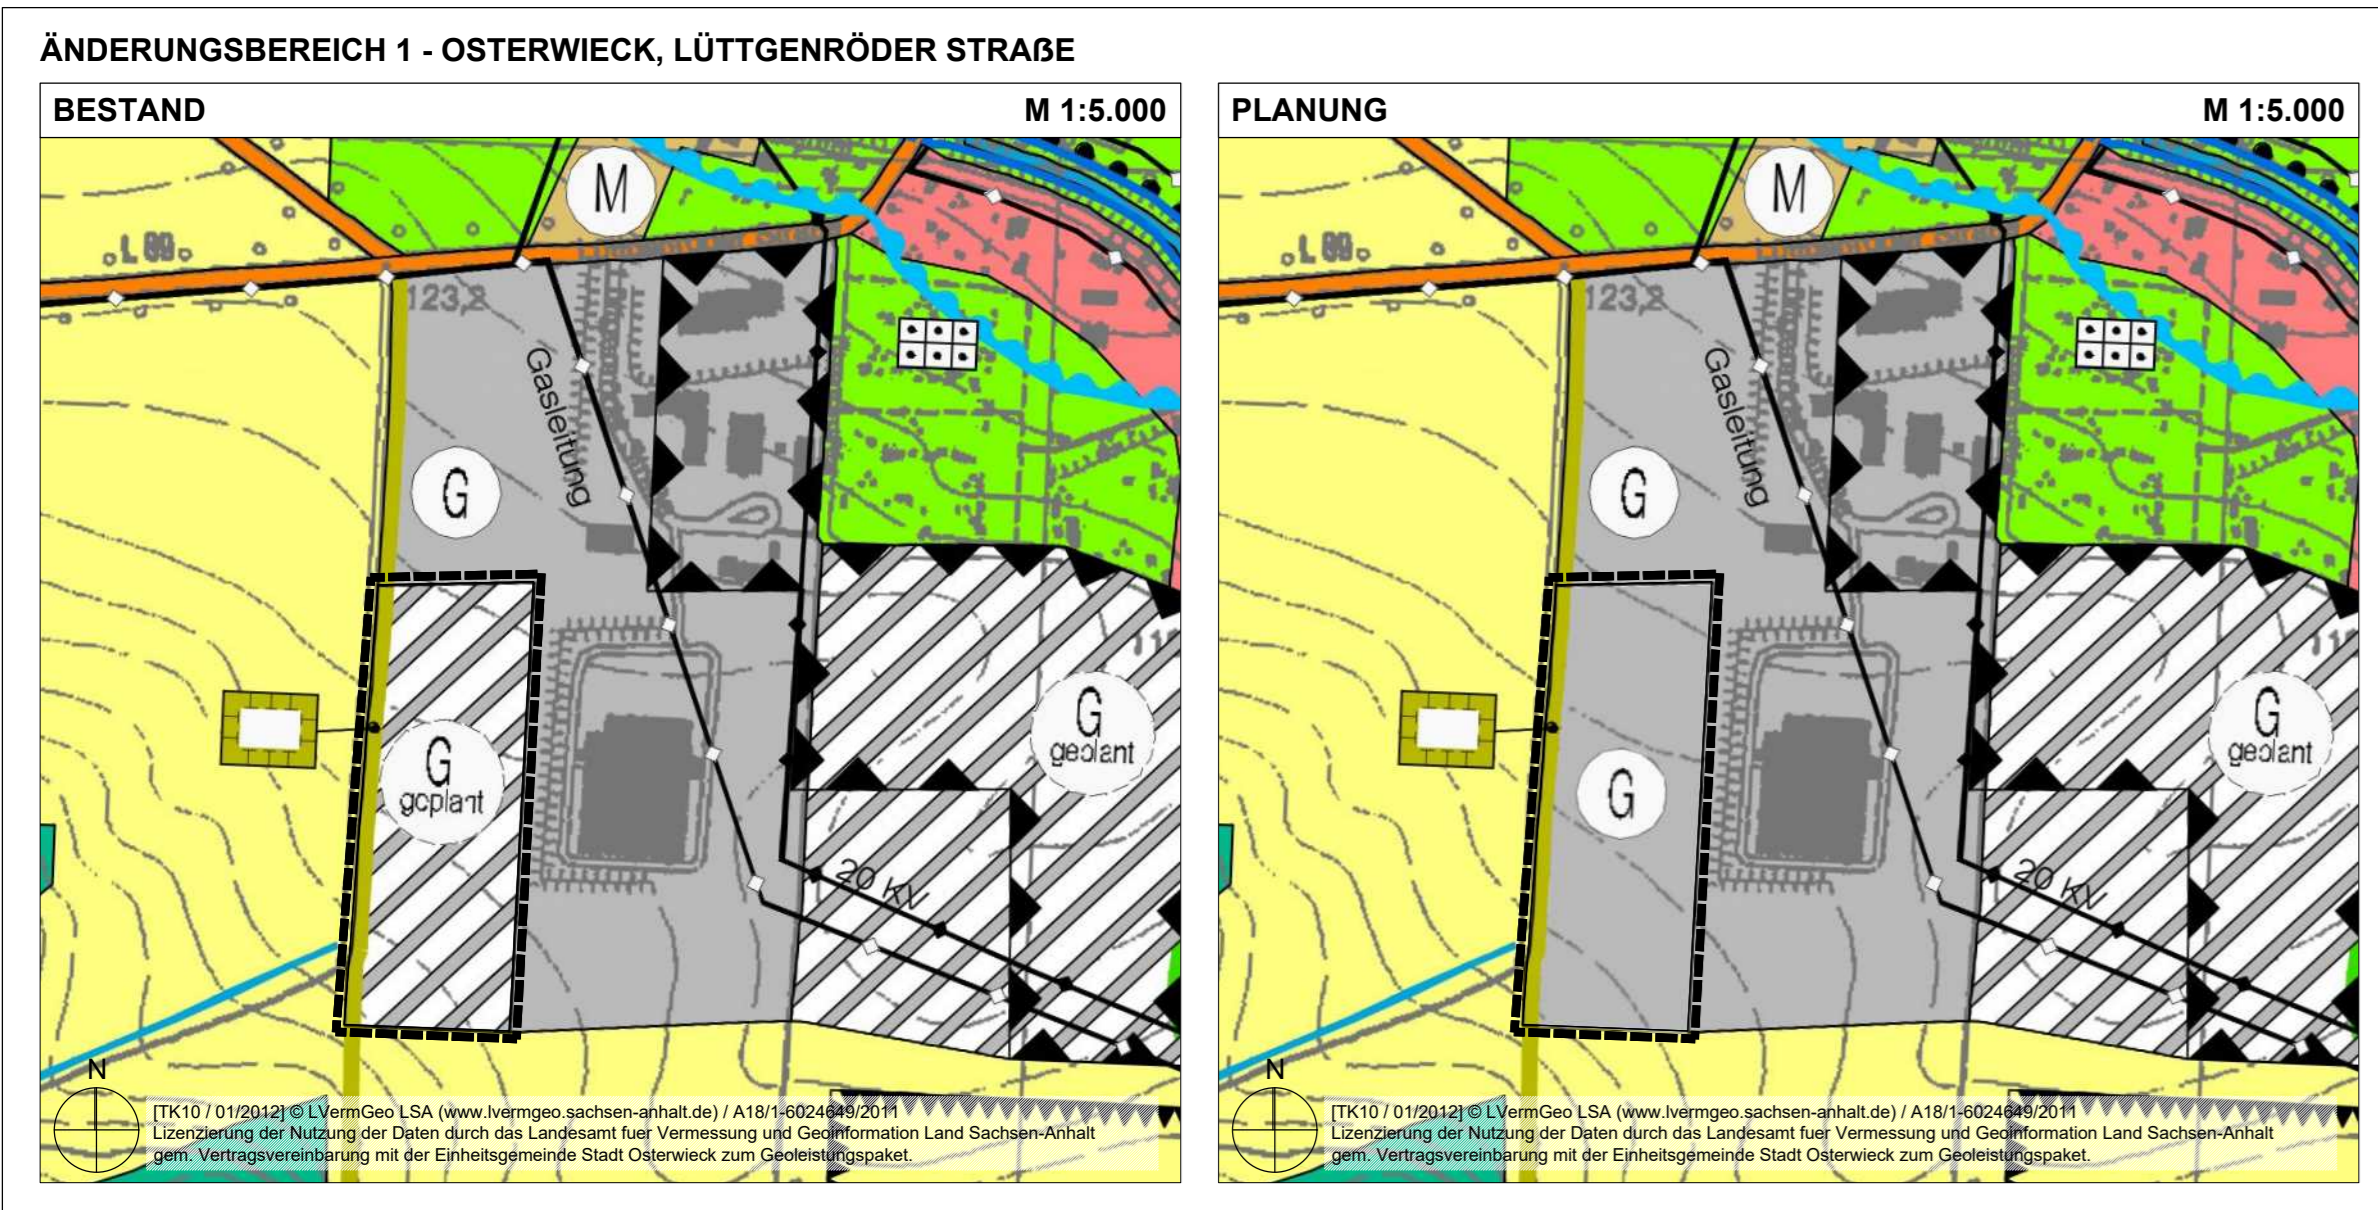 ÄNDERUNGSBEREICH 1 - OSTERWIECK, LÜTTGENRÖDER STRAßE
BESTAND M 1:5.000
M
L 89
123,2
Gasleitung
G
G
geplant
G
geplant
20 KV
N
[TK10 / 01/2012] © LVermGeo LSA (www.lvermgeo.sachsen-anhalt.de) / A18/1-6024649/2011
Lizenzierung der Nutzung der Daten durch das Landesamt fuer Vermessung und Geoinformation Land Sachsen-Anhalt
gem. Vertragsvereinbarung mit der Einheitsgemeinde Stadt Osterwieck zum Geoleistungspaket.
PLANUNG M 1:5.000
M
L 89
123,2
Gasleitung
G
G
geplant
G
20 KV
N
[TK10 / 01/2012] © LVermGeo LSA (www.lvermgeo.sachsen-anhalt.de) / A18/1-6024649/2011
Lizenzierung der Nutzung der Daten durch das Landesamt fuer Vermessung und Geoinformation Land Sachsen-Anhalt
gem. Vertragsvereinbarung mit der Einheitsgemeinde Stadt Osterwieck zum Geoleistungspaket.